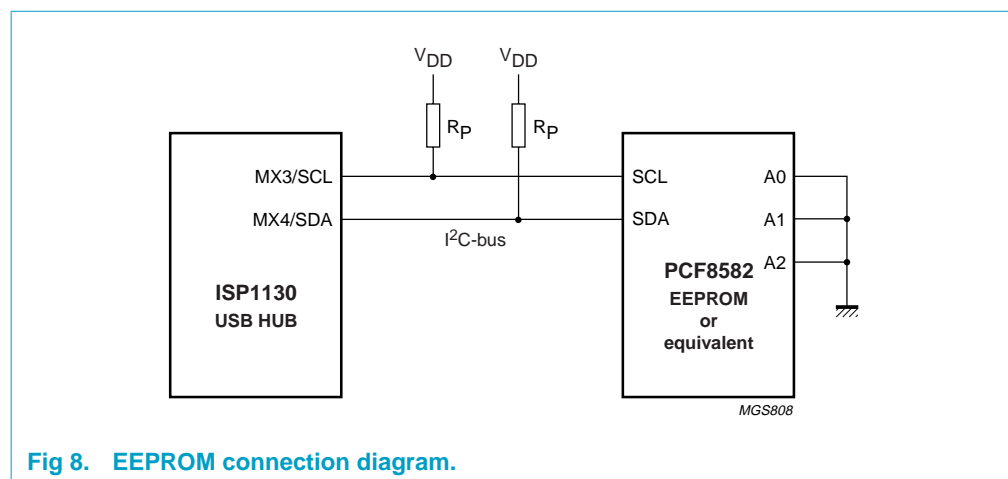 VDD VDD
RP RP
MX3/SCL SCL A0
MX4/SDA SDA A1
I2C-bus
A2
ISP1130
USB HUB
PCF8582
EEPROM
or
equivalent
MGS808
Fig 8. EEPROM connection diagram.